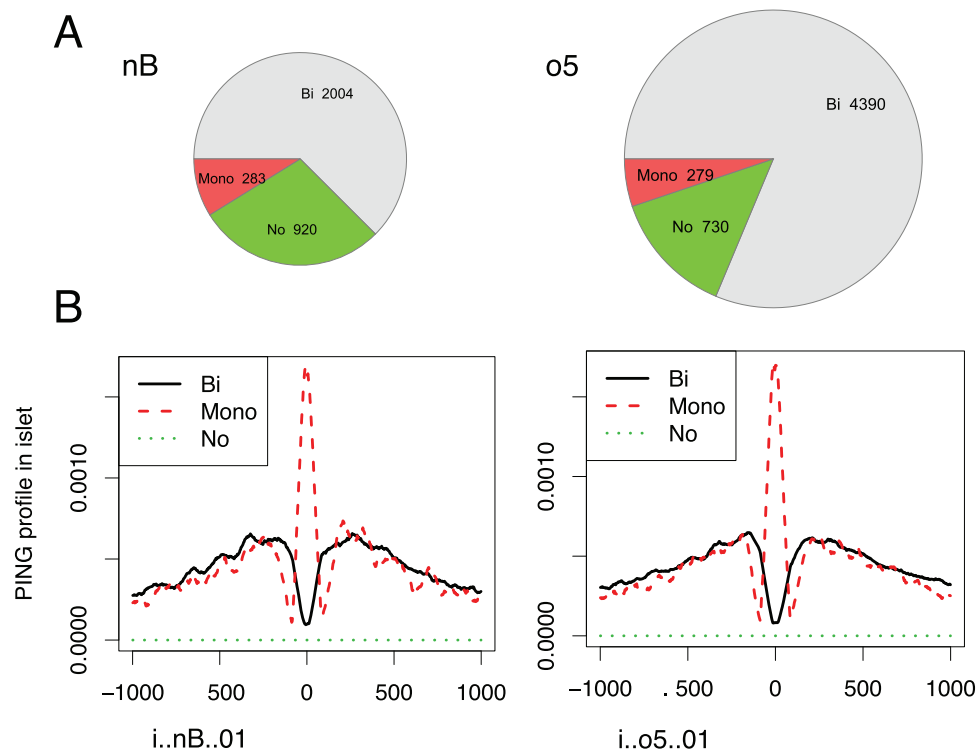 A
nB
o5
Bi 2004
Bi 4390
Mono 283
Mono 279
No 920
No 730
B
PING profile in islet
Bi
Mono
No
0.0010
0.0000
−1000 −500 0 500 1000
i..nB..01
Bi
Mono
No
0.0010
0.0000
−1000 . 500 0 500 1000
i..o5..01